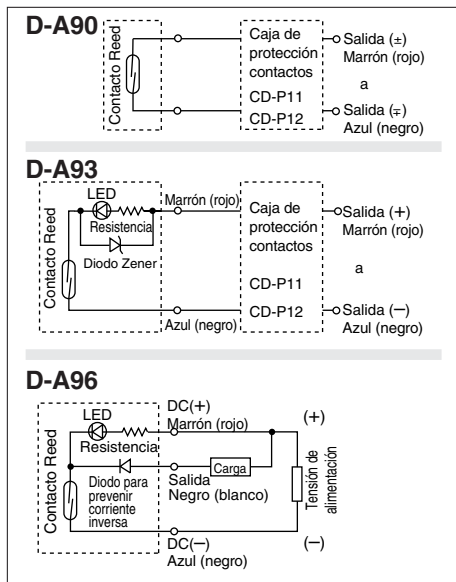 D-A90
Contacto Reed
Caja de
protección
contactos
CD-P11
CD-P12
Salida (±)
Marrón (rojo)
a
Salida (∓)
Azul (negro)
D-A93
Contacto Reed
LED
Resistencia
Diodo Zener
Marrón (rojo)
Azul (negro)
Caja de
protección
contactos
CD-P11
CD-P12
Salida (+)
Marrón (rojo)
a
Salida (—)
Azul (negro)
D-A96
Contacto Reed
LED
Resistencia
Diodo para
prevenir
corriente
inversa
DC(+)
Marrón (rojo)
Carga
Salida
Negro (blanco)
DC(—)
Azul (negro)
(+)
Tensión de
alimentación
(—)